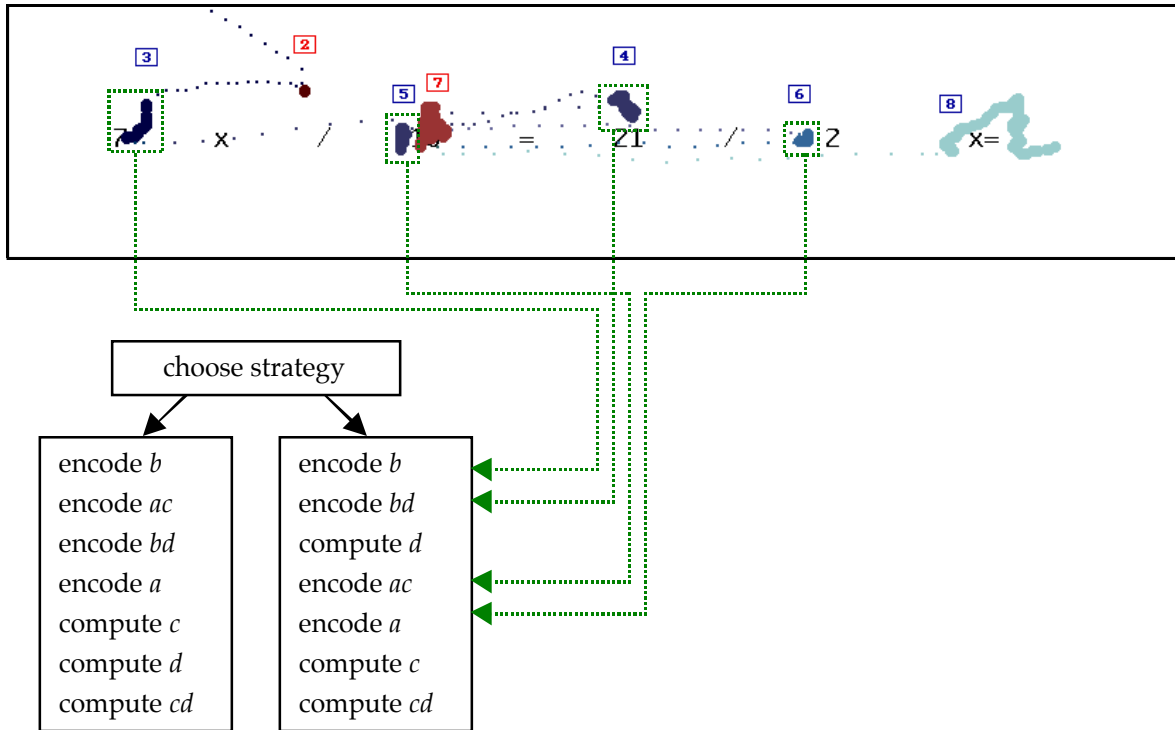 3 2 4
5 7 6 8
7 x / = 21 / 2 x=
choose strategy
encode b
encode ac
encode bd
encode a
compute c
compute d
compute cd
encode b
encode bd
compute d
encode ac
encode a
compute c
compute cd